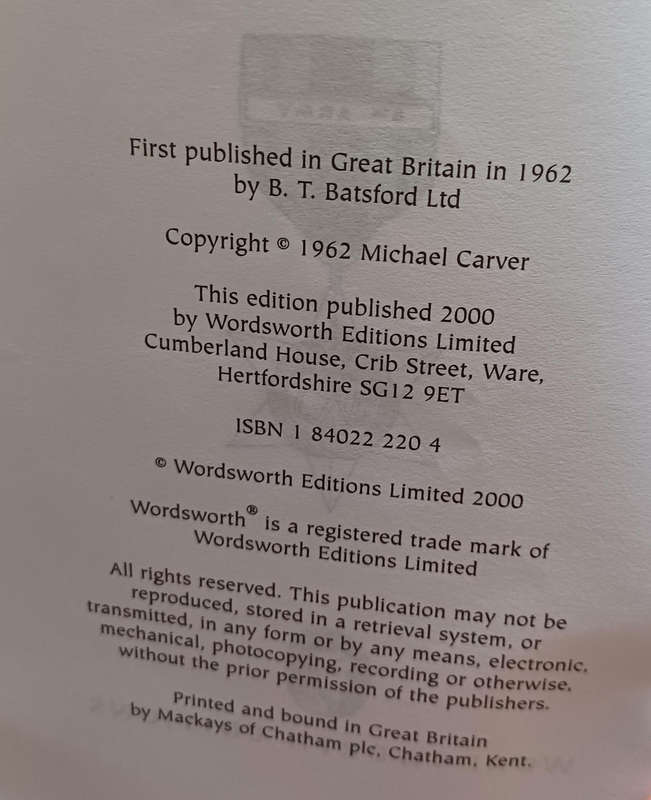 First published in Great Britain in 1962
by B. T. Batsford Ltd
Copyright © 1962 Michael Carver
This edition published 2000
by Wordsworth Editions Limited
Cumberland House, Crib Street, Ware,
Hertfordshire SG12 9ET
ISBN 1 84022 220 4
© Wordsworth Editions Limited 2000
Wordsworth® is a registered trade mark of
Wordsworth Editions Limited
All rights reserved. This publication may not be
reproduced, stored in a retrieval system, or
transmitted, in any form or by any means, electronic,
mechanical, photocopying, recording or otherwise,
without the prior permission of the publishers.
Printed and bound in Great Britain
by Mackays of Chatham plc, Chatham, Kent.